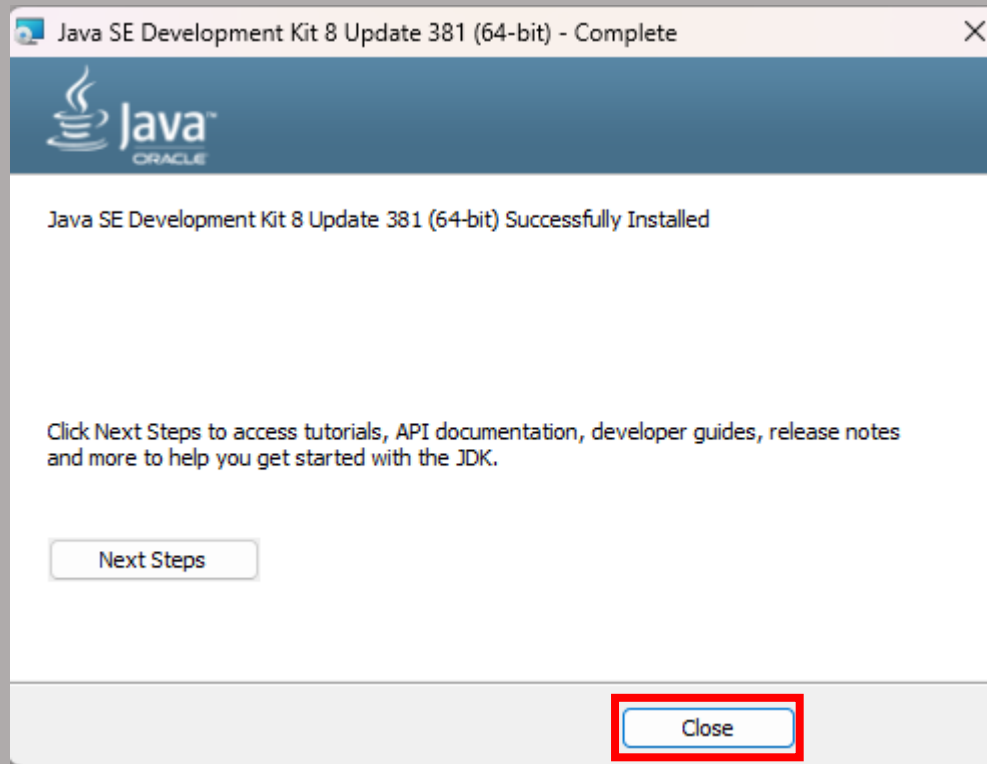 Java SE Development Kit 8 Update 381 (64-bit) - Complete
Java™
ORACLE
Java SE Development Kit 8 Update 381 (64-bit) Successfully Installed
Click Next Steps to access tutorials, API documentation, developer guides, release notes
and more to help you get started with the JDK.
Next Steps
Close